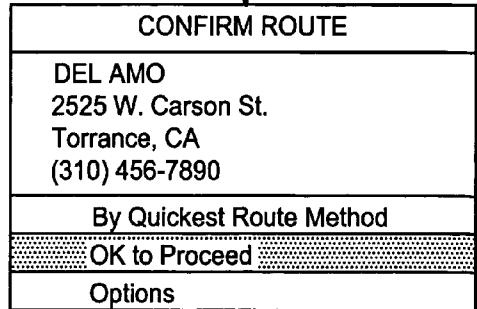 CONFIRM ROUTE
DEL AMO
2525 W. Carson St.
Torrance, CA
(310) 456-7890
By Quickest Route Method
OK to Proceed
Options